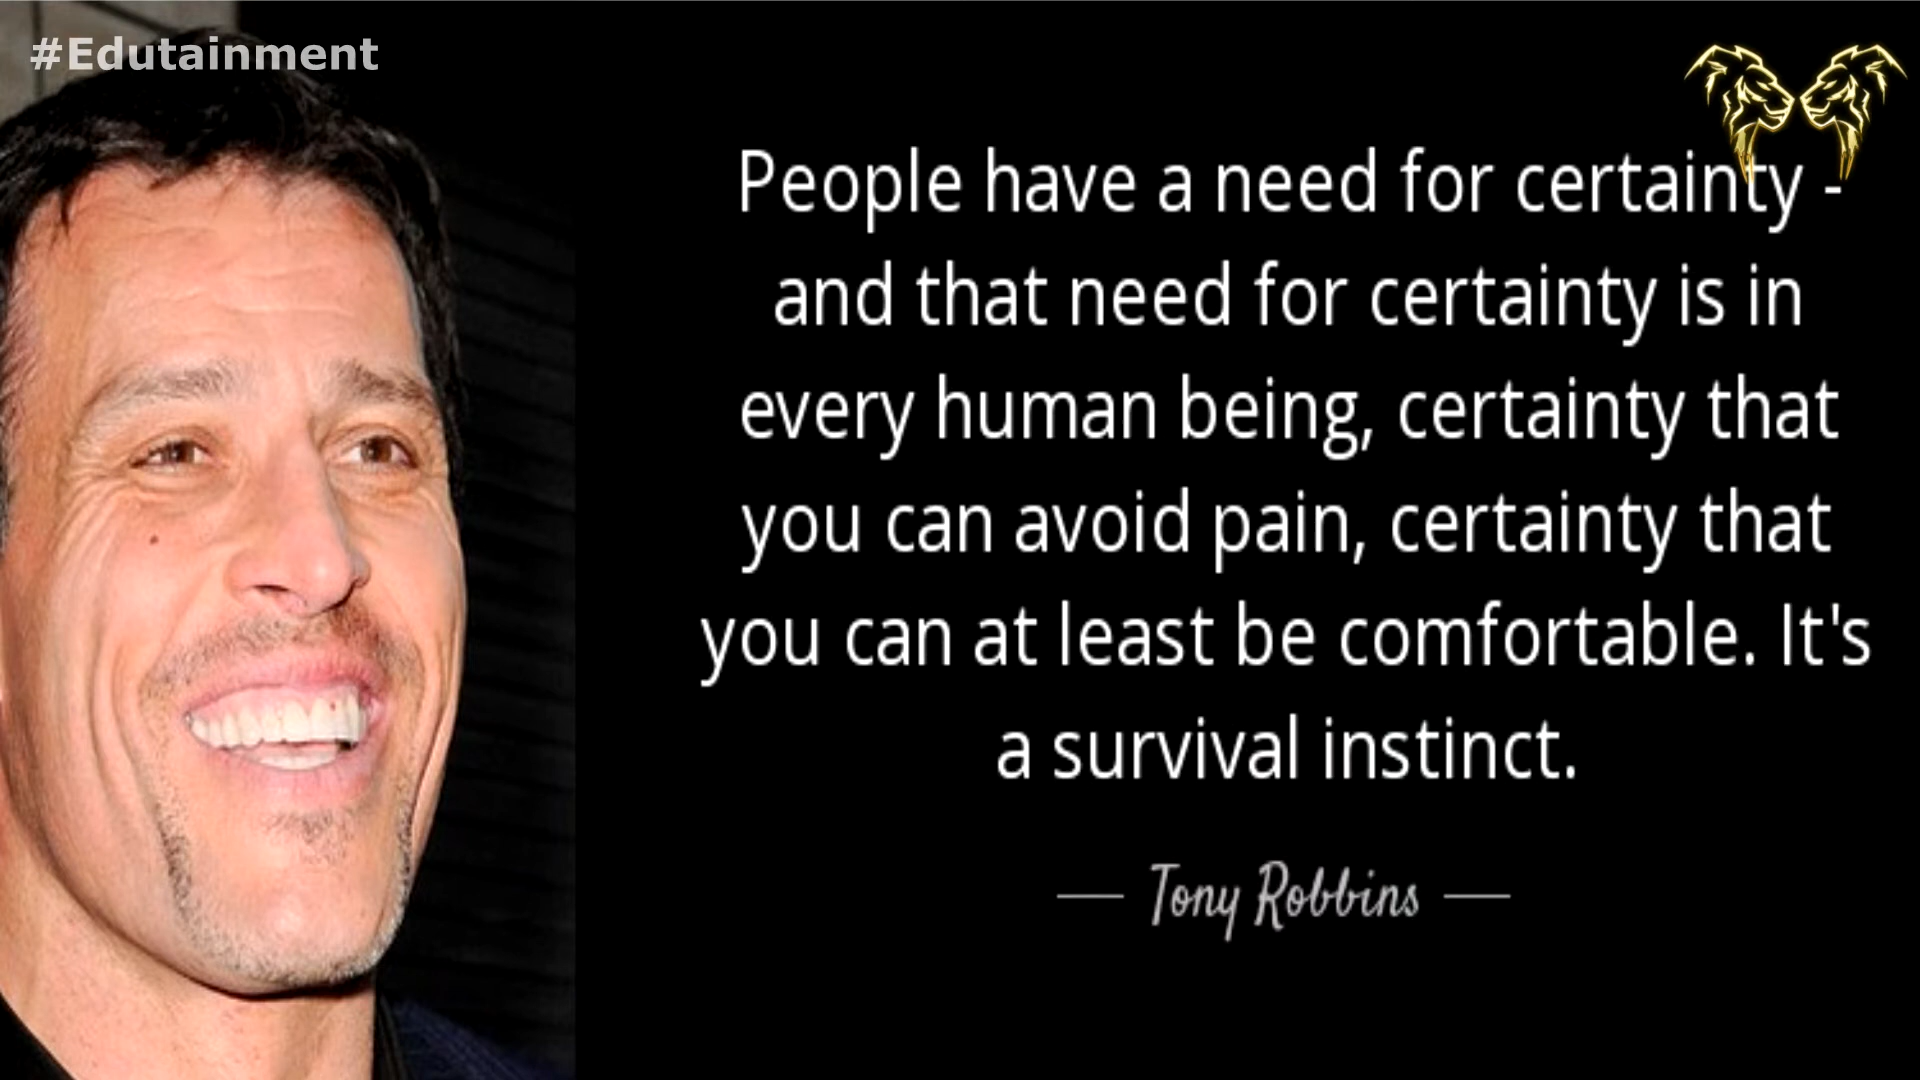 #Edutainment
People have a need for certainty -
and that need for certainty is in
every human being, certainty that
you can avoid pain, certainty that
you can at least be comfortable. It's
a survival instinct.
— Tony Robbins —